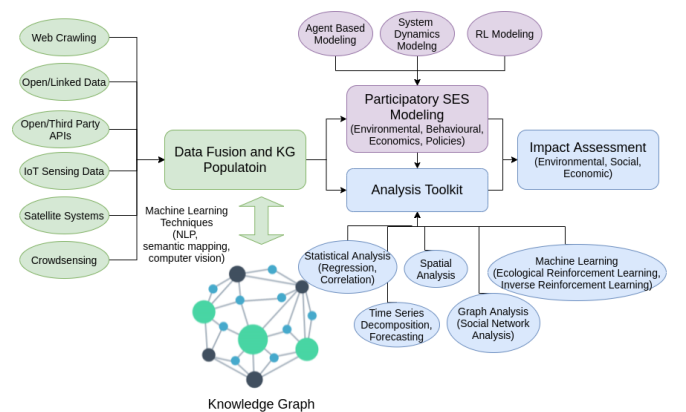 Web Crawling
Open/Linked Data
Open/Third Party
APIs
IoT Sensing Data
Satellite Systems
Crowdsensing
Data Fusion and KG
Populatoin
Machine Learning
Techniques
(NLP,
semantic mapping,
computer vision)
Knowledge Graph
Agent Based
Modeling
System
Dynamics
Modelng
RL Modeling
Participatory SES
Modeling
(Environmental, Behavioural,
Economics, Policies)
Analysis Toolkit
Impact Assessment
(Environmental, Social,
Economic)
Statistical Analysis
(Regression,
Correlation)
Spatial
Analysis
Machine Learning
(Ecological Reinforcement Learning,
Inverse Reinforcement Learning)
Time Series
Decomposition,
Forecasting
Graph Analysis
(Social Network
Analysis)